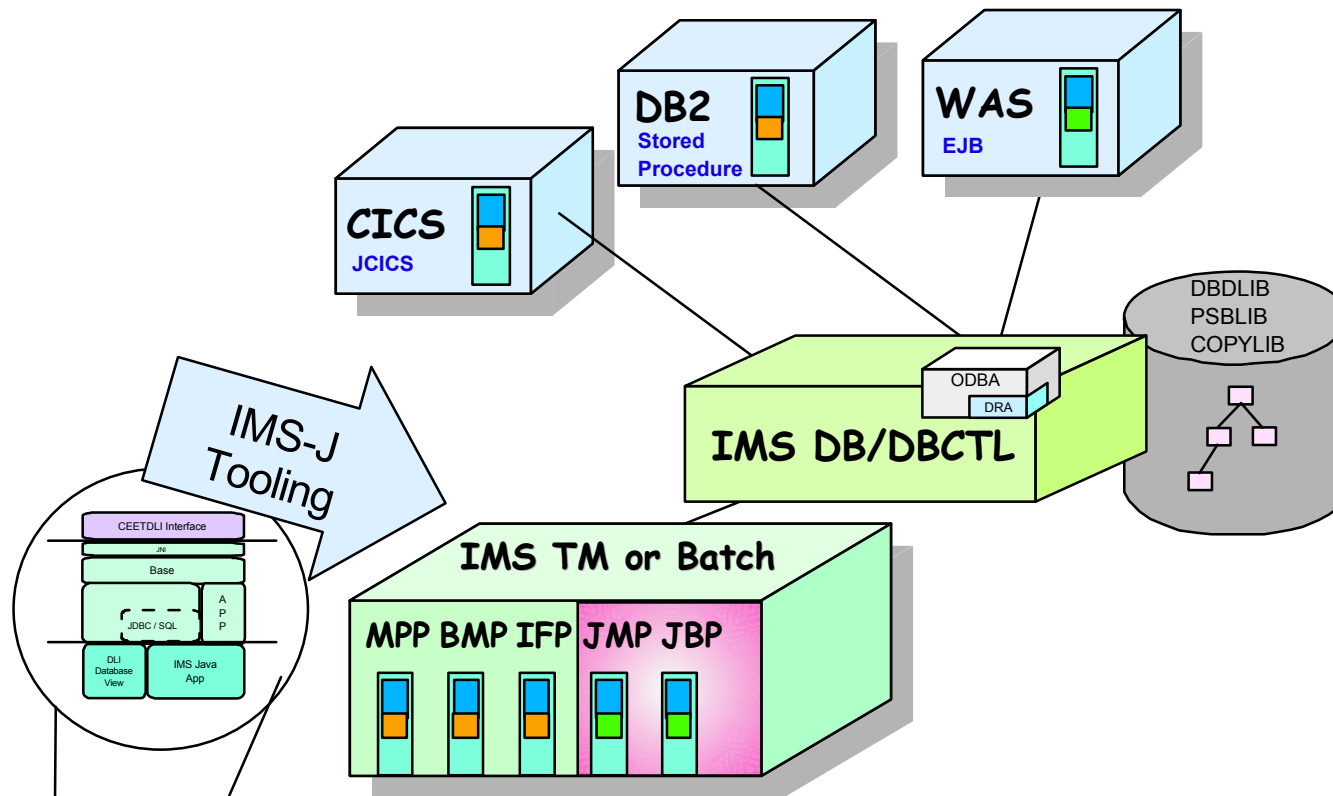 DB2
Stored
Procedure
WAS
EJB
CICS
JCICS
DBDLIB
PSBLIB
COPYLIB
ODBA
DRA
IMS DB/DBCTL
IMS-J
Tooling
CEETDLI Interface
JNI
Base
A
P
P
JDBC / SQL
DLI
Database
View
IMS Java
App
IMS TM or Batch
MPP BMP IFP JMP JBP